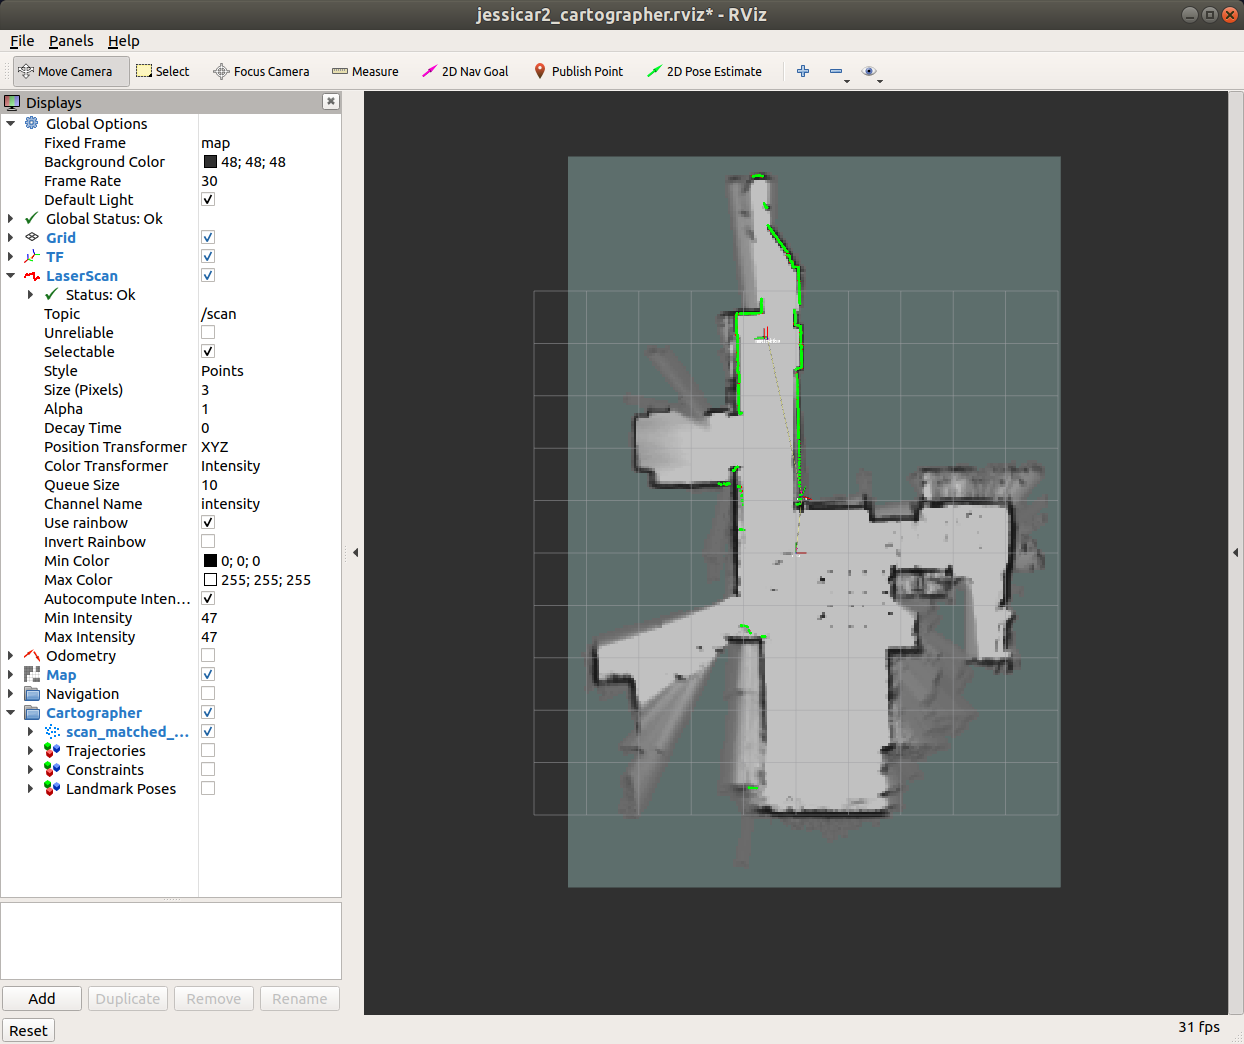 jessicar2_cartographer.rviz* - RViz
File Panels Help
Move Camera Select Focus Camera Measure 2D Nav Goal Publish Point 2D Pose Estimate
Displays
Global Options
Fixed Frame map
Background Color 48; 48; 48
Frame Rate 30
Default Light
Global Status: Ok
Grid
TF
LaserScan
Status: Ok
Topic /scan
Unreliable
Selectable
Style Points
Size (Pixels) 3
Alpha 1
Decay Time 0
Position Transformer XYZ
Color Transformer Intensity
Queue Size 10
Channel Name intensity
Use rainbow
Invert Rainbow
Min Color 0; 0; 0
Max Color 255; 255; 255
Autocompute Inten...
Min Intensity 47
Max Intensity 47
Odometry
Map
Navigation
Cartographer
scan_matched_...
Trajectories
Constraints
Landmark Poses
Add Duplicate Remove Rename
Reset
31 fps